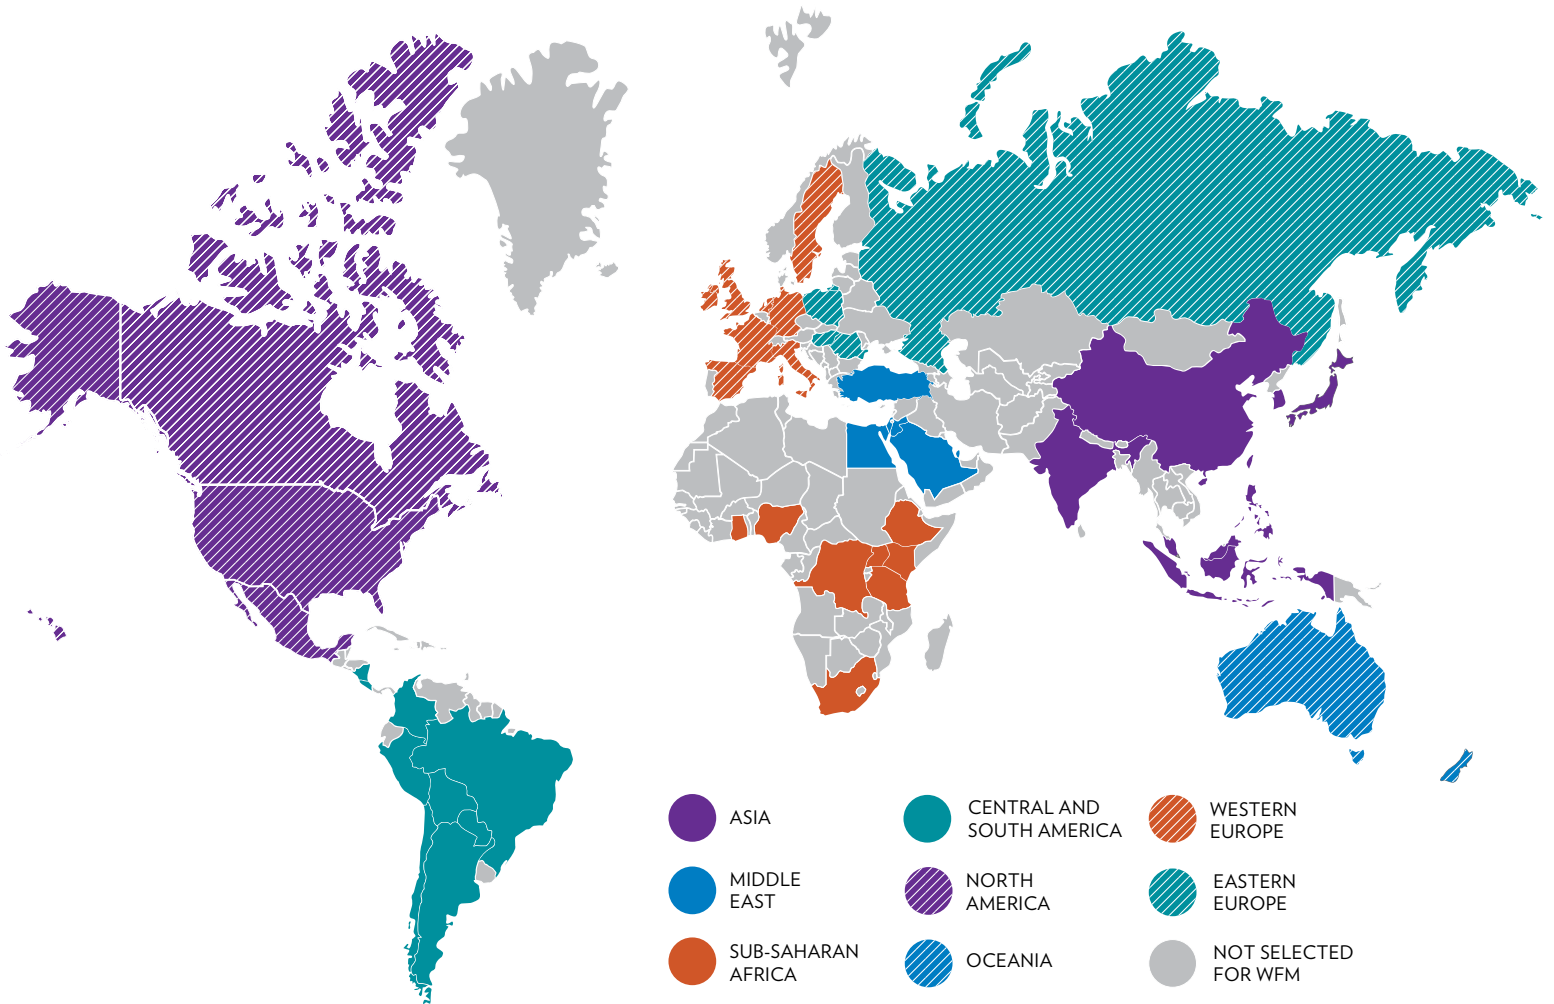 ASIA
MIDDLE
EAST
SUB-SAHARAN
AFRICA
CENTRAL AND
SOUTH AMERICA
NORTH
AMERICA
OCEANIA
WESTERN
EUROPE
EASTERN
EUROPE
NOT SELECTED
FOR WFM